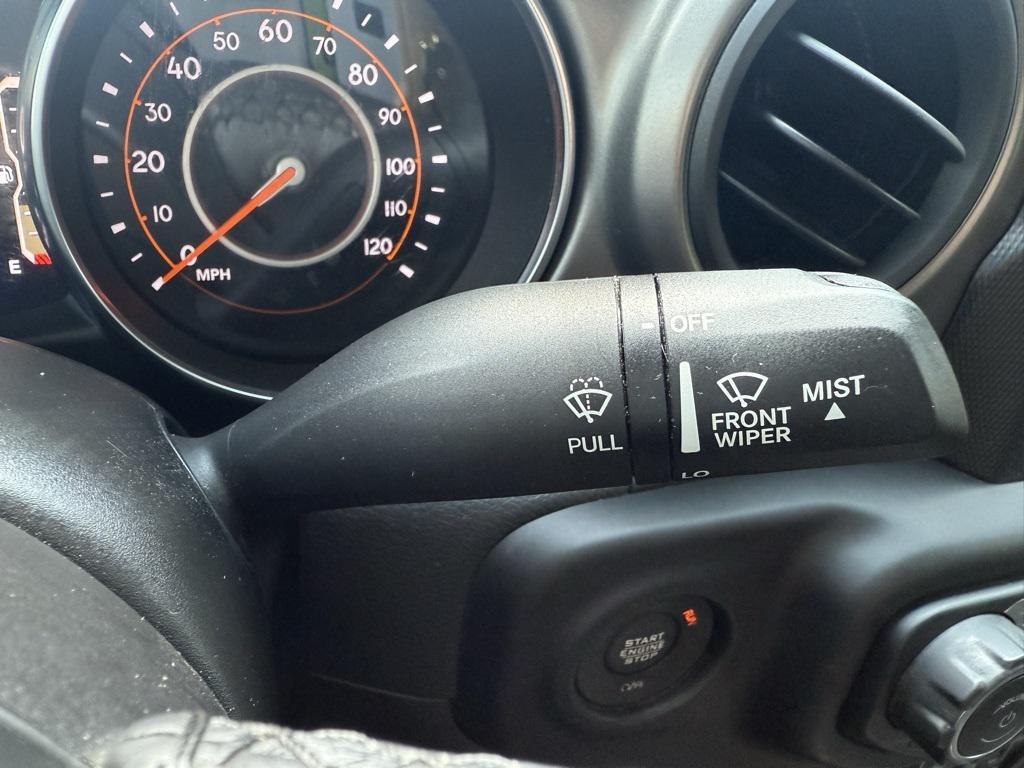 0
10
20
30
40
50
60
70
80
90
100
110
120
MPH
E
OFF
PULL
FRONT
WIPER
MIST
LO
START
ENGINE
STOP